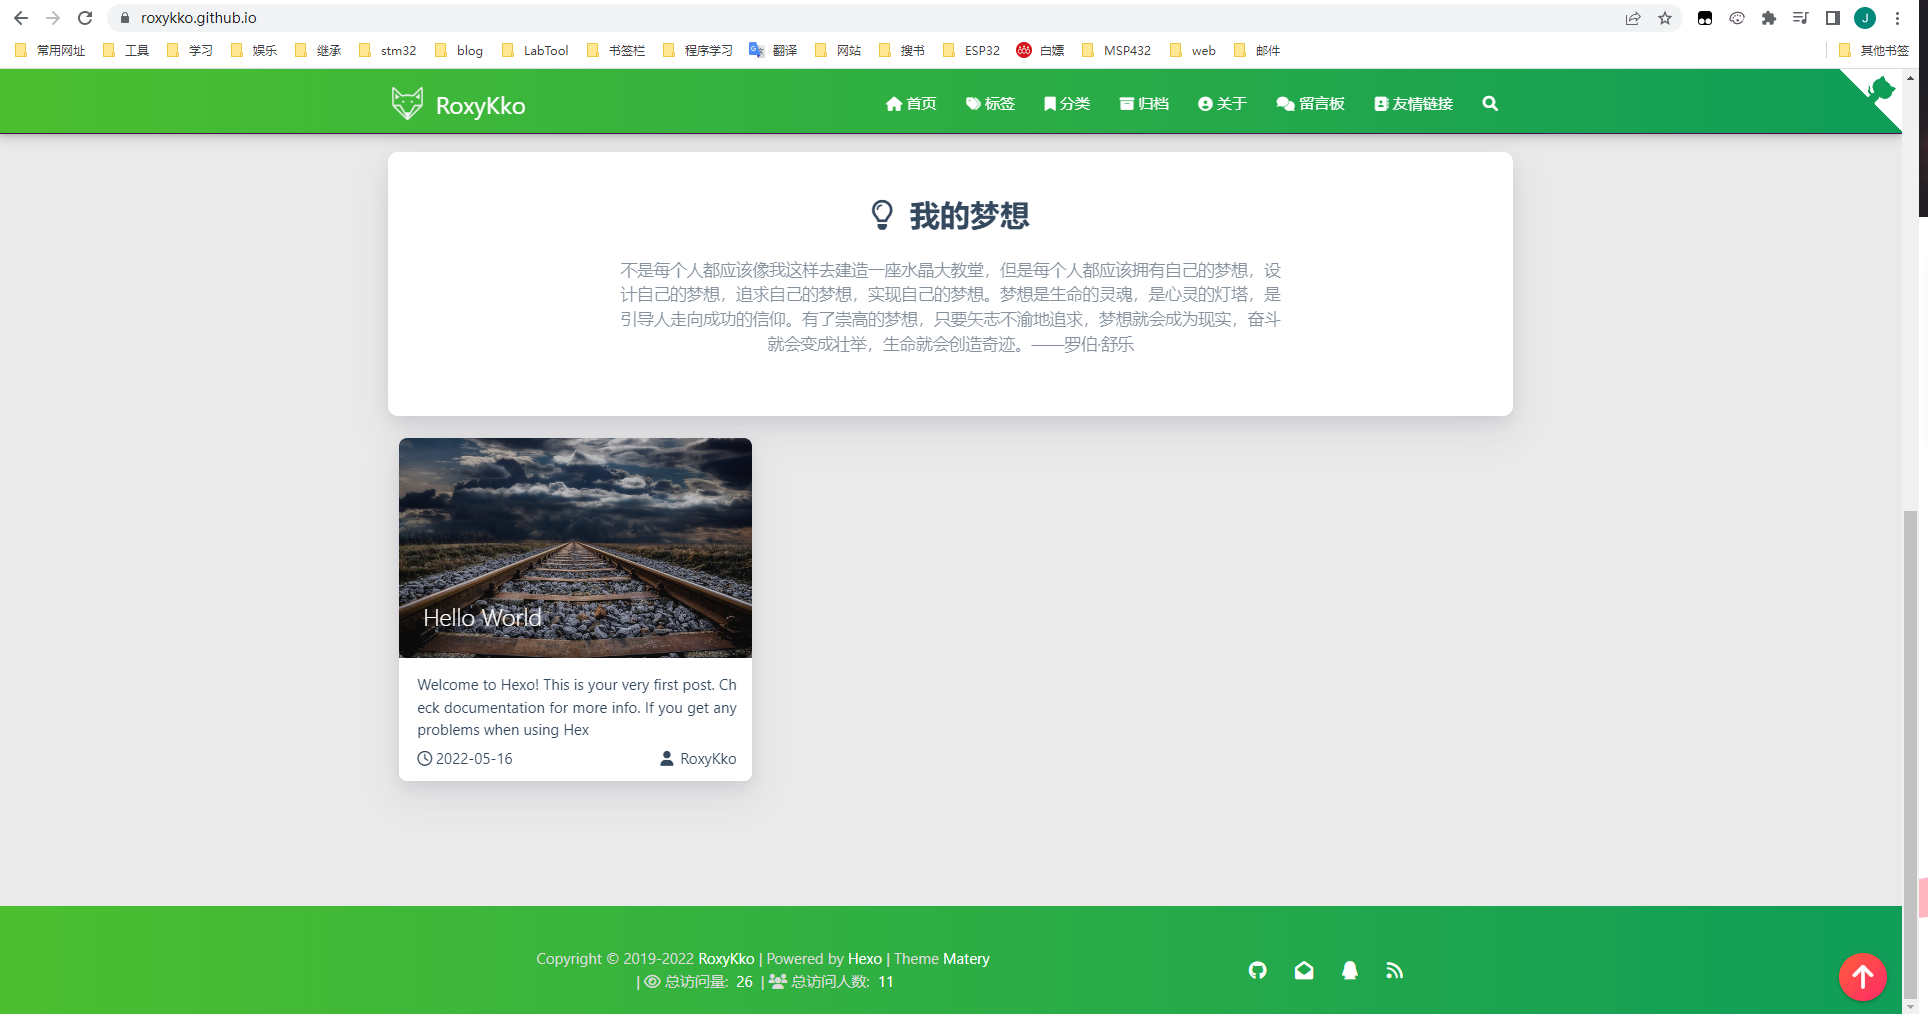 roxykko.github.io
J
常用网址 工具 学习 娱乐 继承 stm32 blog LabTool 书签栏 程序学习 翻译 网站 搜书 ESP32 白嫖 MSP432 web 邮件 其他书签
RoxyKko 首页 标签 分类 归档 关于 留言板 友情链接
我的梦想
不是每个人都应该像我这样去建造一座水晶大教堂，但是每个人都应该拥有自己的梦想，设
计自己的梦想，追求自己的梦想，实现自己的梦想。梦想是生命的灵魂，是心灵的灯塔，是
引导人走向成功的信仰。有了崇高的梦想，只要矢志不渝地追求，梦想就会成为现实，奋斗
就会变成壮举，生命就会创造奇迹。——罗伯·舒乐
Hello World
Welcome to Hexo! This is your very first post. Ch
eck documentation for more info. If you get any
problems when using Hex
2022-05-16 RoxyKko
Copyright © 2019-2022 RoxyKko | Powered by Hexo | Theme Matery
| 总访问量: 26 | 总访问人数: 11